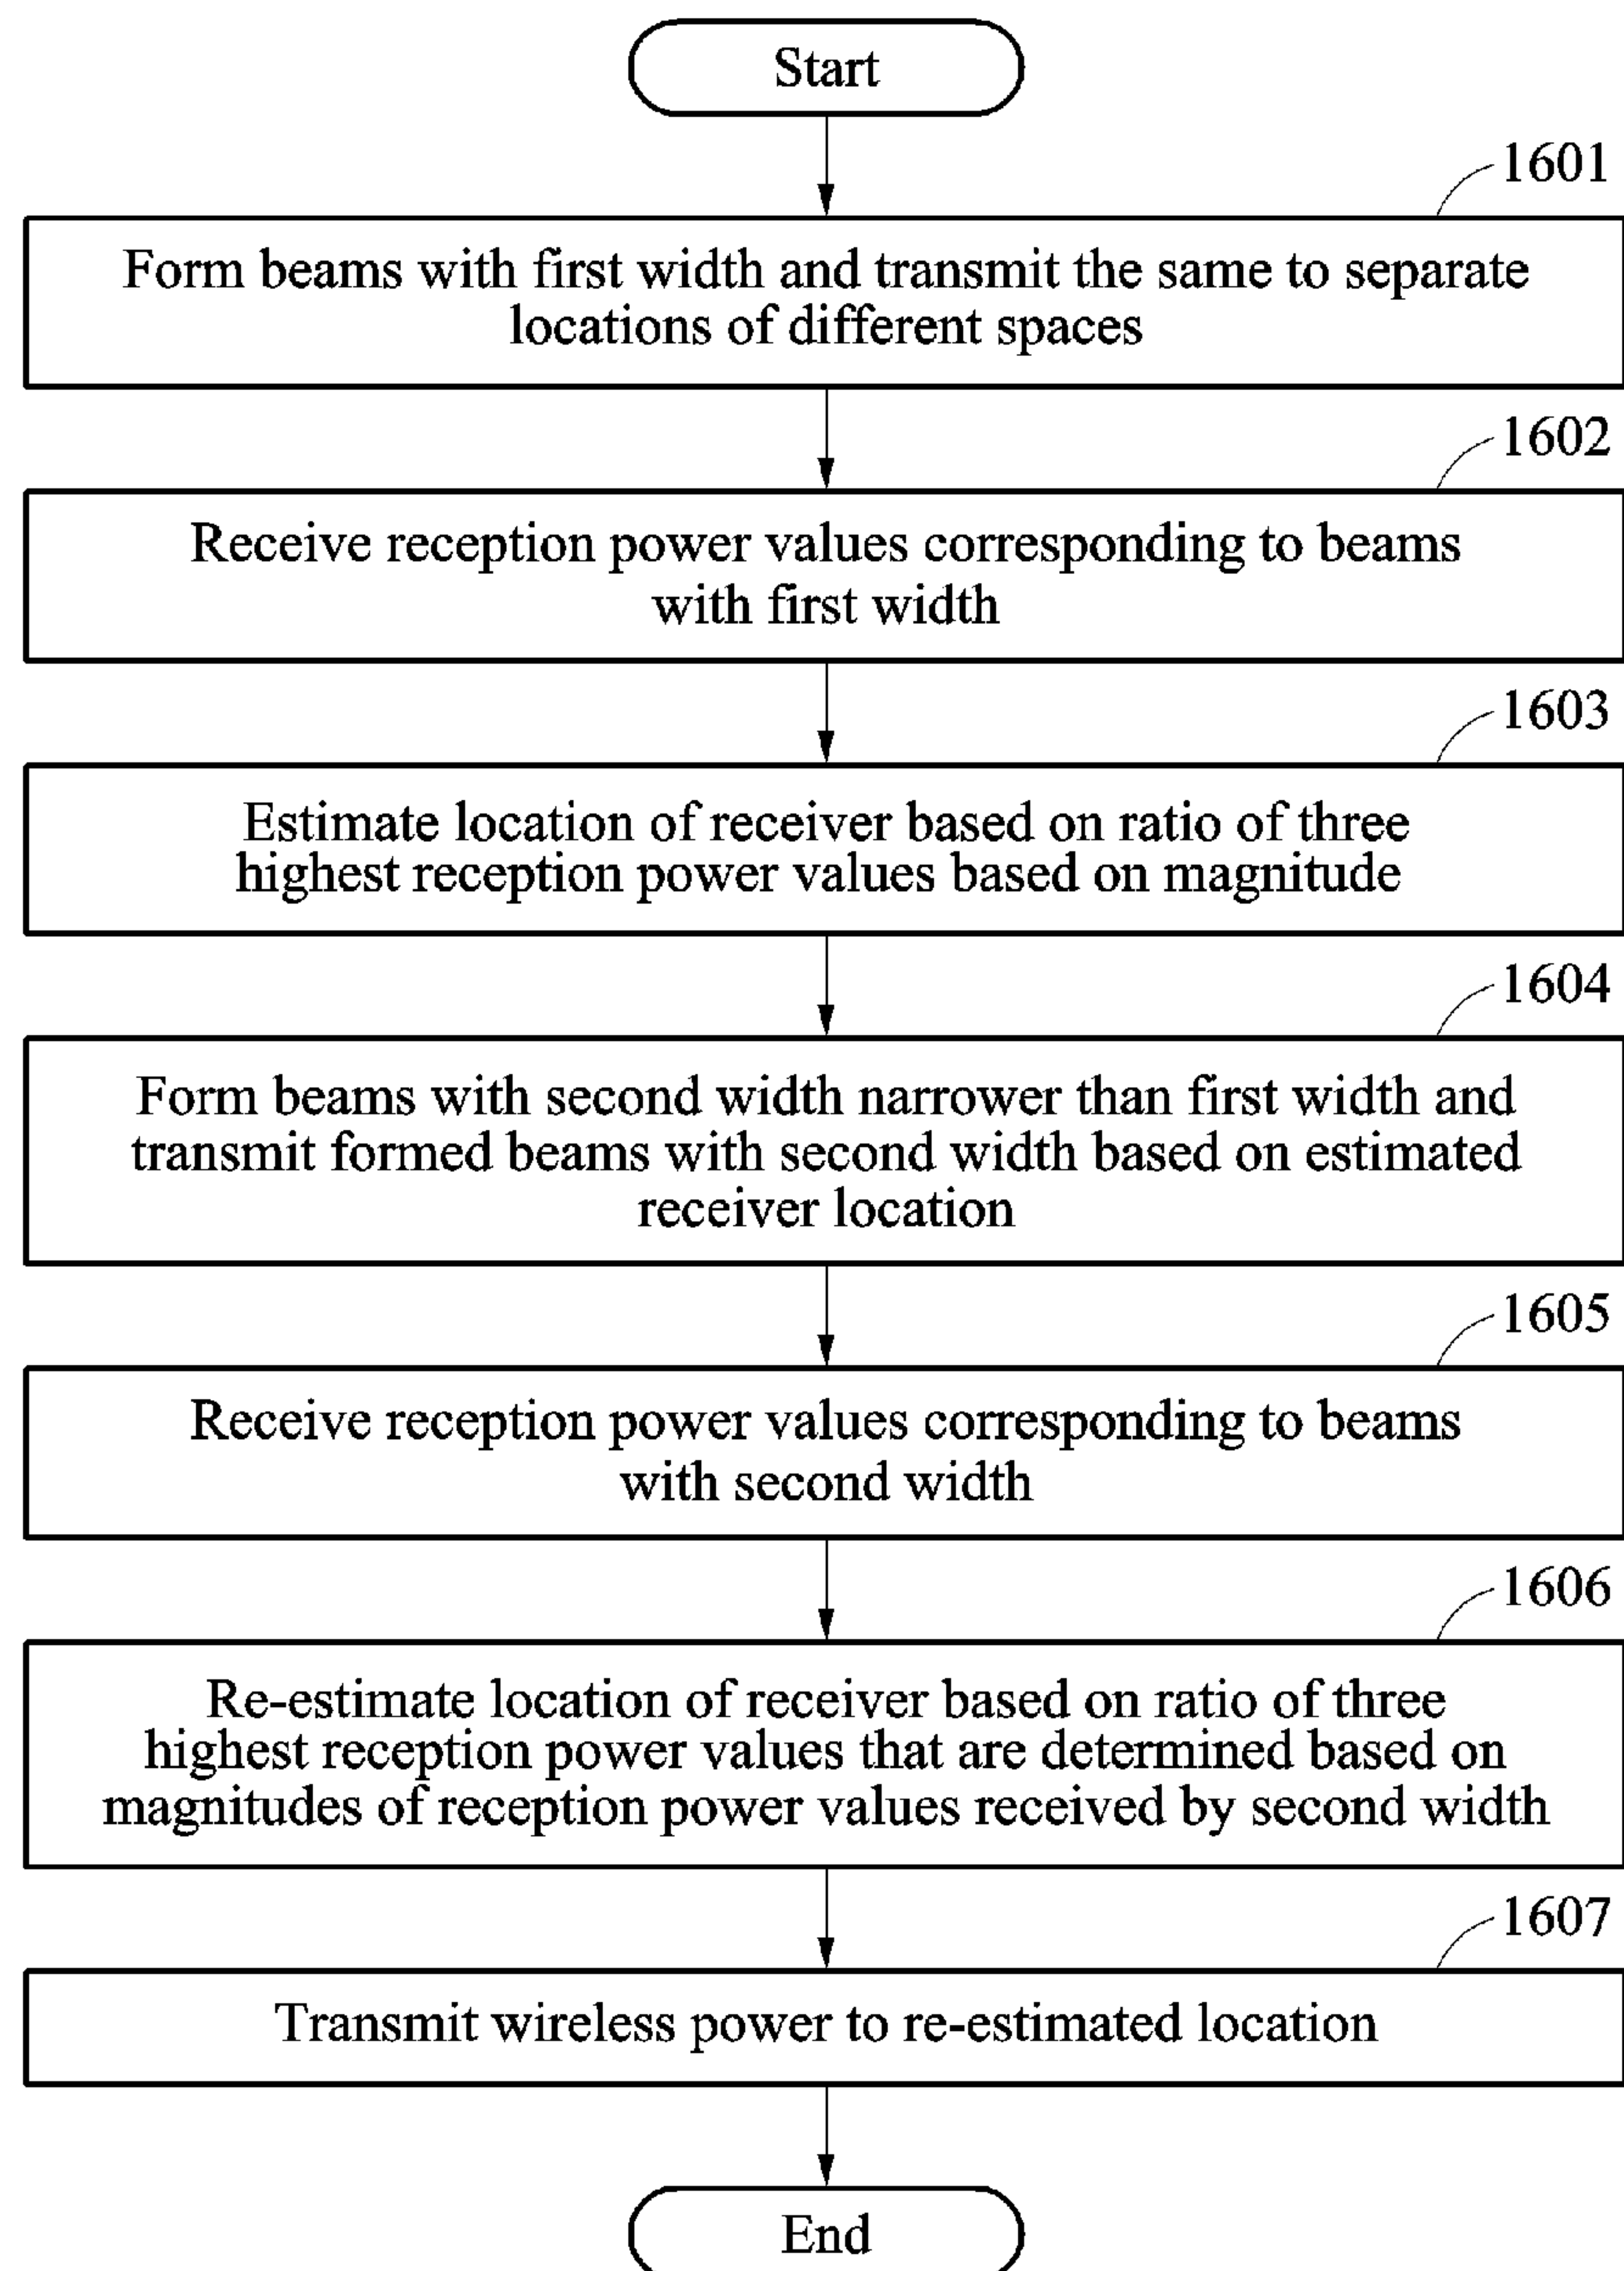 Start
1601
Form beams with first width and transmit the same to separate
locations of different spaces
1602
Receive reception power values corresponding to beams
with first width
1603
Estimate location of receiver based on ratio of three
highest reception power values based on magnitude
1604
Form beams with second width narrower than first width and
transmit formed beams with second width based on estimated
receiver location
1605
Receive reception power values corresponding to beams
with second width
1606
Re-estimate location of receiver based on ratio of three
highest reception power values that are determined based on
magnitudes of reception power values received by second width
1607
Transmit wireless power to re-estimated location
End